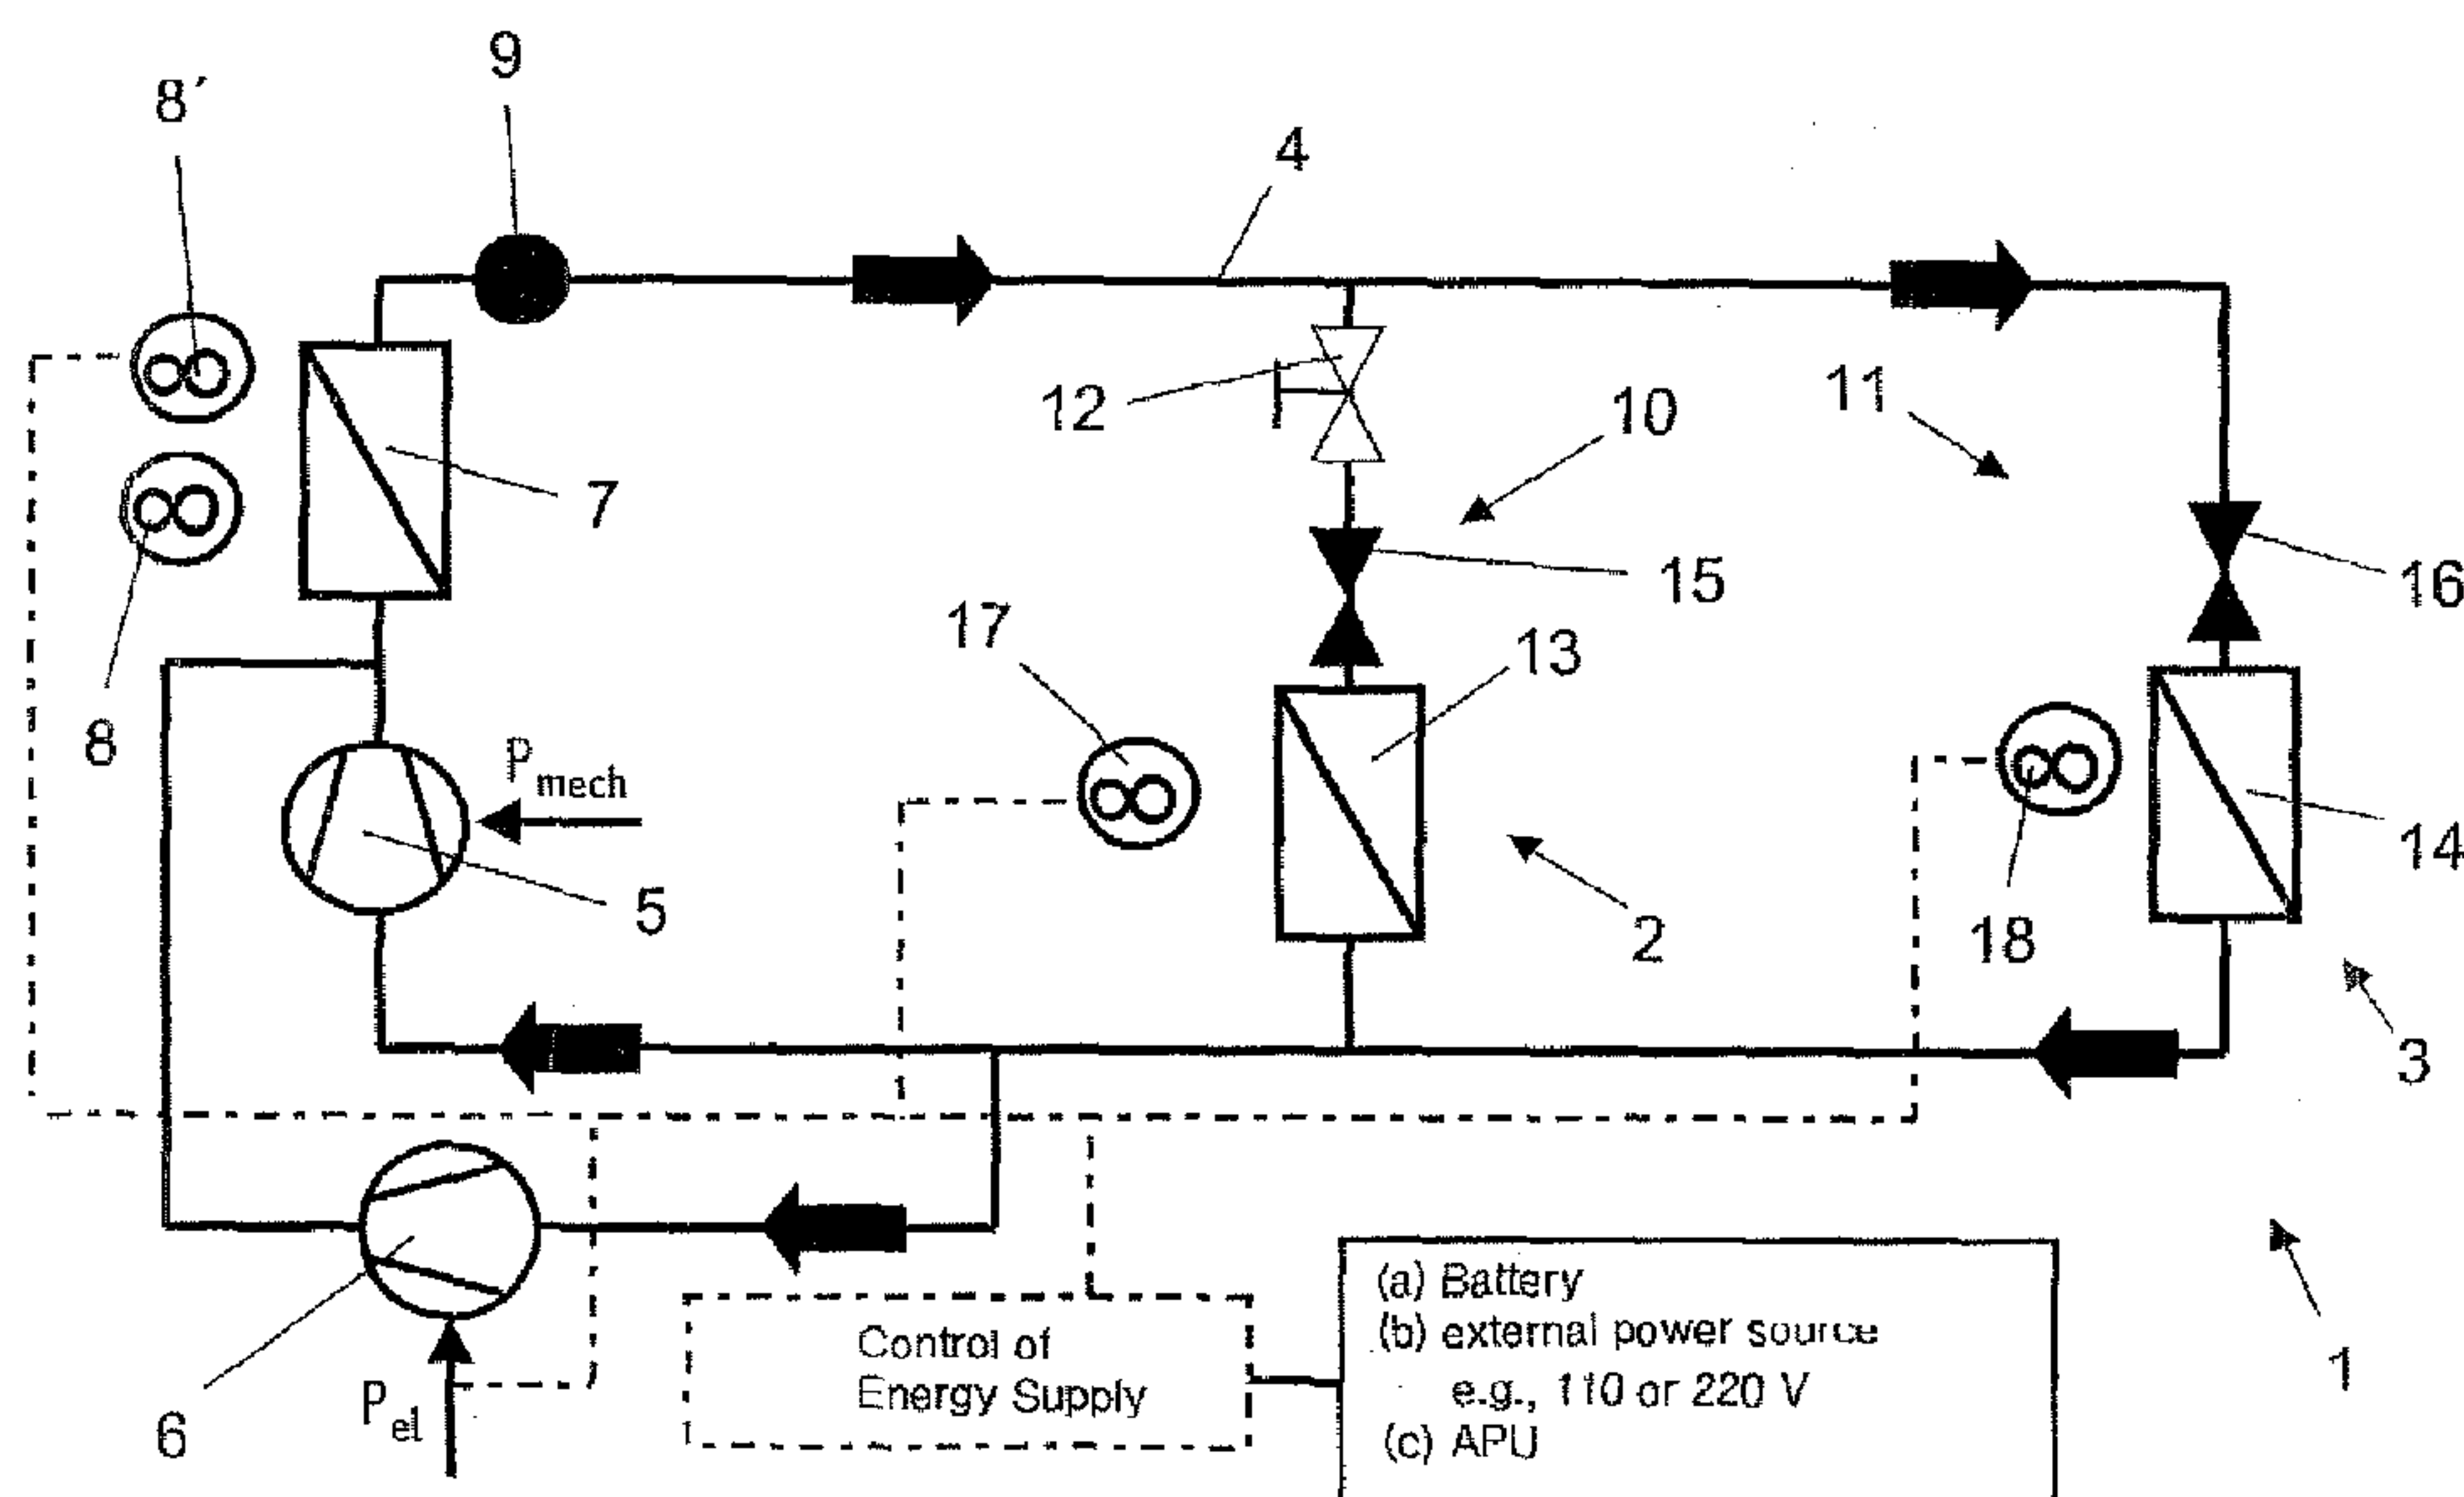 9
8′
4
12
10
11
7
15
16
17
13
8
P mech
14
5
2
18
3
(a) Battery
(b) external power source
Control of
Energy Supply
e.g., 110 or 220 V
1
6
P el
(c) APU